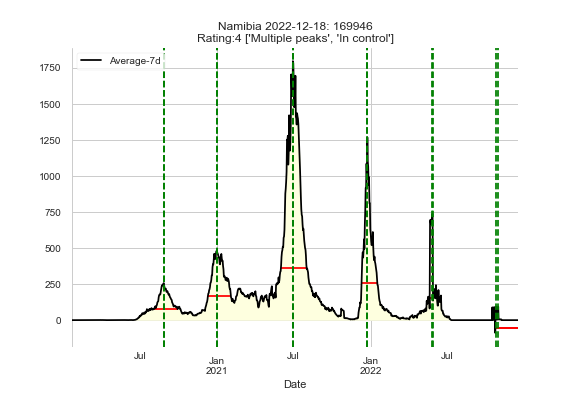 Namibia 2022-12-18: 169946
Rating:4 ['Multiple peaks', 'In control']
Average-7d
1750
1500
1250
1000
750
500
250
0
Jul
Jan
2021
Jul
Jan
2022
Jul
Date